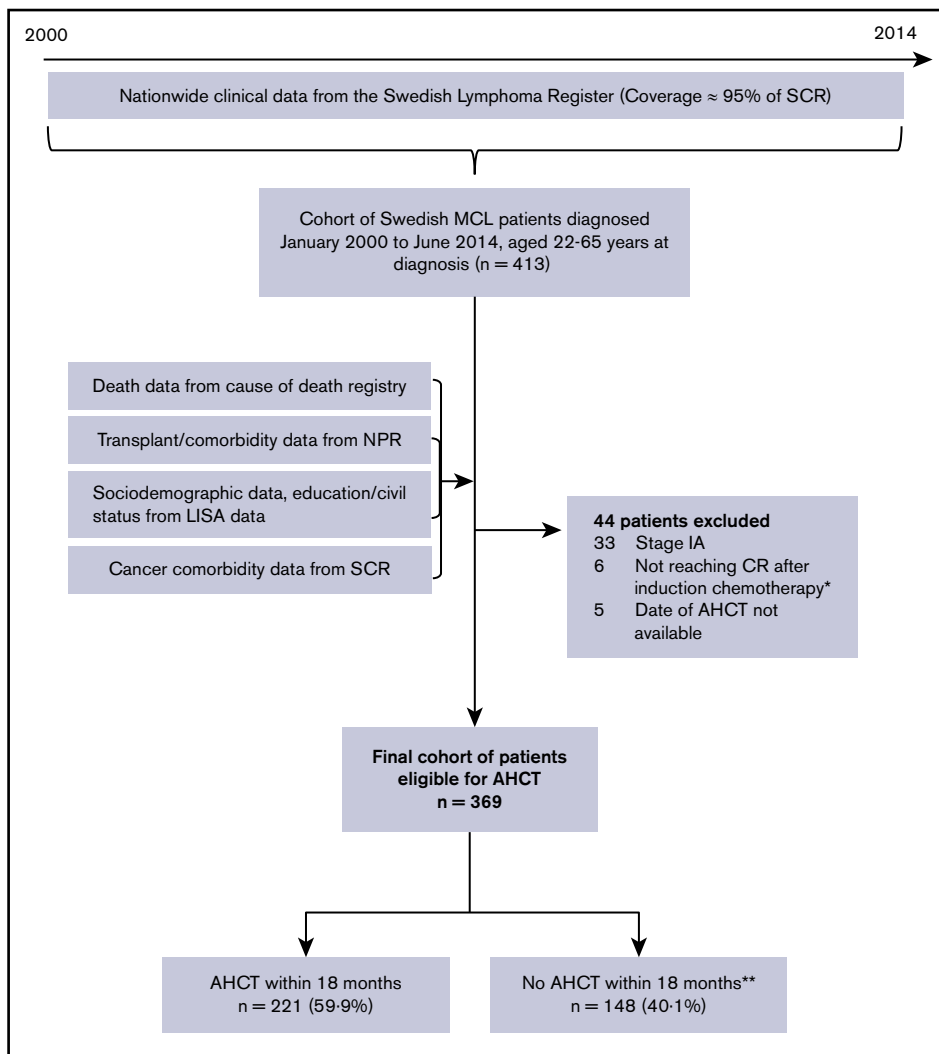 2000
2014
Nationwide clinical data from the Swedish Lymphoma Register (Coverage ≈ 95% of SCR)
Cohort of Swedish MCL patients diagnosed
January 2000 to June 2014, aged 22-65 years at
diagnosis (n = 413)
Death data from cause of death registry
Transplant/comorbidity data from NPR
Sociodemographic data, education/civil
status from LISA data
Cancer comorbidity data from SCR
44 patients excluded
33 Stage IA
6 Not reaching CR after
induction chemotherapy*
5 Date of AHCT not
available
Final cohort of patients
eligible for AHCT
n = 369
AHCT within 18 months
n = 221 (59·9%)
No AHCT within 18 months**
n = 148 (40·1%)